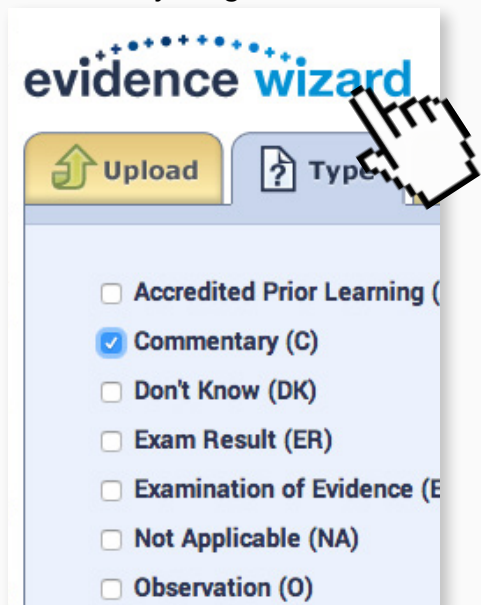 evidence wizard
Upload Type
Accredited Prior Learning (
Commentary (C)
Don't Know (DK)
Exam Result (ER)
Examination of Evidence (E
Not Applicable (NA)
Observation (O)